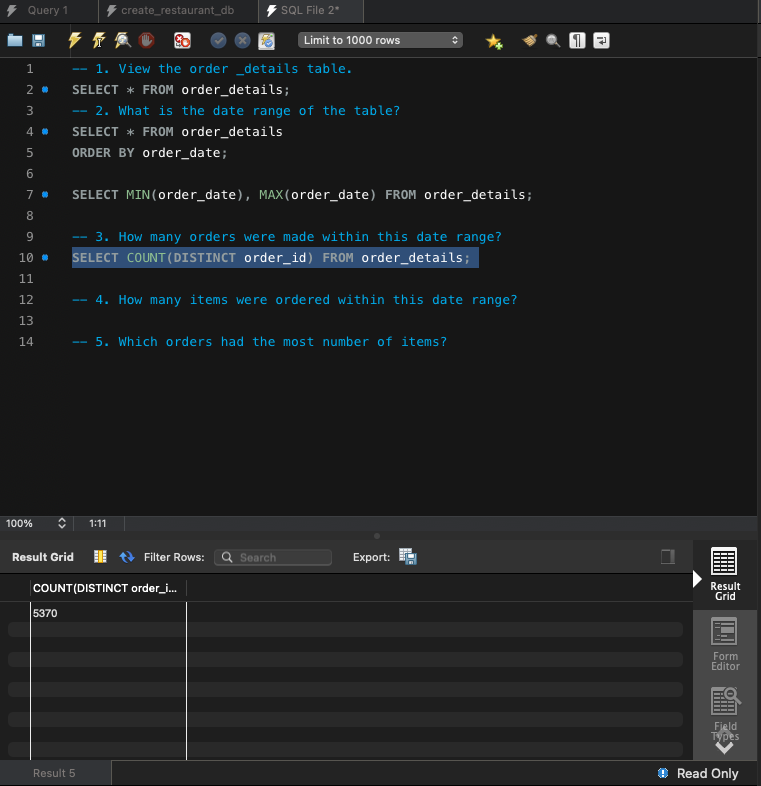 Query 1
create_restaurant_db
SQL File 2*
Limit to 1000 rows
1 -- 1. View the order _details table.
2 SELECT * FROM order_details;
3 -- 2. What is the date range of the table?
4 SELECT * FROM order_details
5 ORDER BY order_date;
6
7 SELECT MIN(order_date), MAX(order_date) FROM order_details;
8
9 -- 3. How many orders were made within this date range?
10 SELECT COUNT(DISTINCT order_id) FROM order_details;
11
12 -- 4. How many items were ordered within this date range?
13
14 -- 5. Which orders had the most number of items?
100% 1:11
Result Grid Filter Rows: Search Export:
COUNT(DISTINCT order_i...
5370
Result
Grid
Form
Editor
Field
Types
Result 5
Read Only